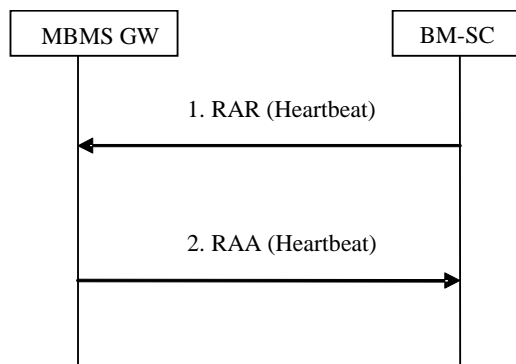 MBMS GW
BM-SC
1. RAR (Heartbeat)
2. RAA (Heartbeat)